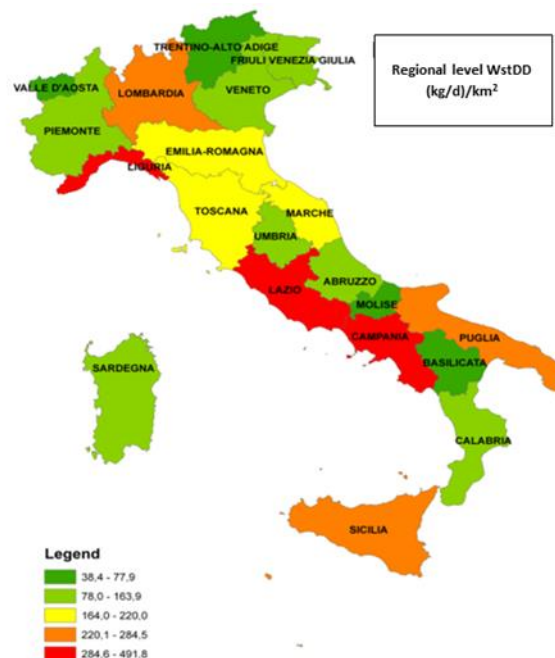 TRENTINO-ALTO ADIGE
FRIULI VENEZIA GIULIA
VALLE D'AOSTA
LOMBARDIA
VENETO
PIEMONTE
EMILIA-ROMAGNA
LIGURIA
TOSCANA
MARCHE
UMBRIA
ABRUZZO
LAZIO
MOLISE
CAMPANIA
PUGLIA
BASILICATA
SARDEGNA
CALABRIA
SICILIA
Regional level WstDD
(kg/d)/km²
Legend
38,4 - 77,9
78,0 - 163,9
164,0 - 220,0
220,1 - 284,5
284,6 - 491,8